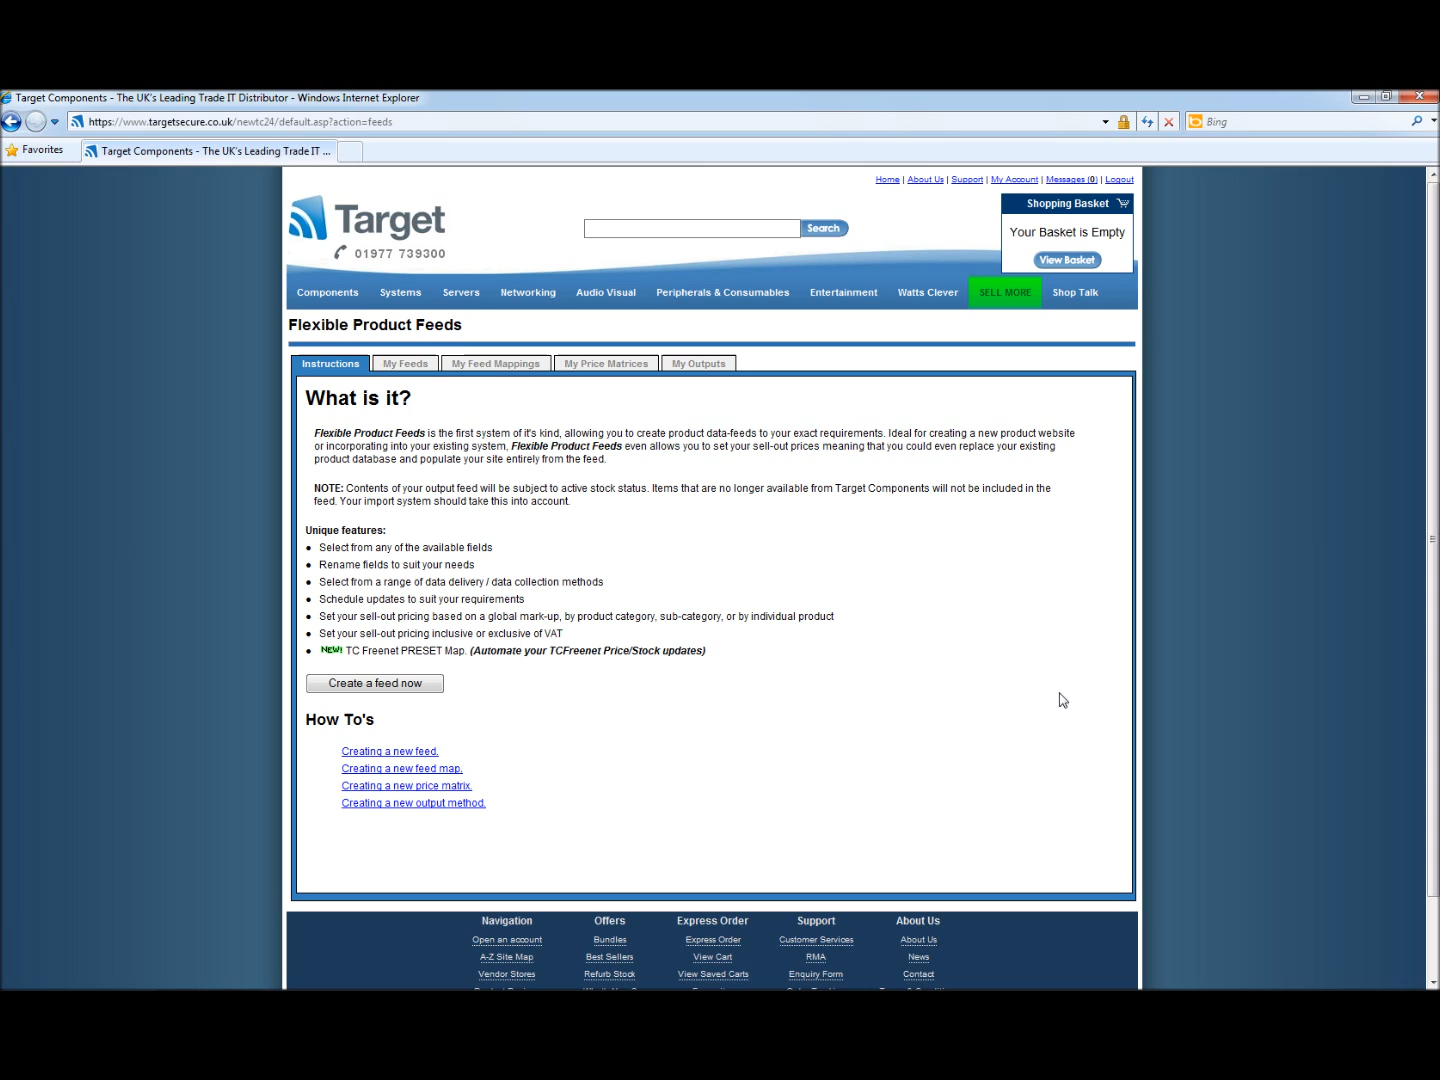 Target Components - The UK's Leading Trade IT Distributor - Windows Internet Explorer
https://www.targetsecure.co.uk/newtc24/default.asp?action=feeds
Bing
Favorites
Target Components - The UK's Leading Trade IT ...
Home | About Us | Support | My Account | Messages (0) | Logout
Target
01977 739300
Search
Shopping Basket
Your Basket is Empty
View Basket
Components Systems Servers Networking Audio Visual Peripherals & Consumables Entertainment Watts Clever SELL MORE Shop Talk
Flexible Product Feeds
Instructions My Feeds My Feed Mappings My Price Matrices My Outputs
What is it?
Flexible Product Feeds is the first system of it's kind, allowing you to create product data-feeds to your exact requirements. Ideal for creating a new product website
or incorporating into your existing system, Flexible Product Feeds even allows you to set your sell-out prices meaning that you could even replace your existing
product database and populate your site entirely from the feed.
NOTE: Contents of your output feed will be subject to active stock status. Items that are no longer available from Target Components will not be included in the
feed. Your import system should take this into account.
Unique features:
Select from any of the available fields
Rename fields to suit your needs
Select from a range of data delivery / data collection methods
Schedule updates to suit your requirements
Set your sell-out pricing based on a global mark-up, by product category, sub-category, or by individual product
Set your sell-out pricing inclusive or exclusive of VAT
NEW! TC Freenet PRESET Map. (Automate your TCFreenet Price/Stock updates)
Create a feed now
How To's
Creating a new feed.
Creating a new feed map.
Creating a new price matrix.
Creating a new output method.
Navigation Offers Express Order Support About Us
Open an account Bundles Express Order Customer Services About Us
A-Z Site Map Best Sellers View Cart RMA News
Vendor Stores Refurb Stock View Saved Carts Enquiry Form Contact